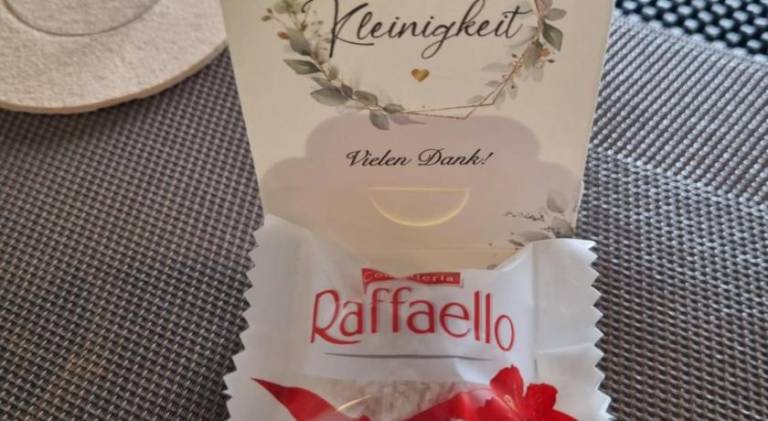 Kleinigkeit
Vielen Dank!
Confetteria
Raffaello